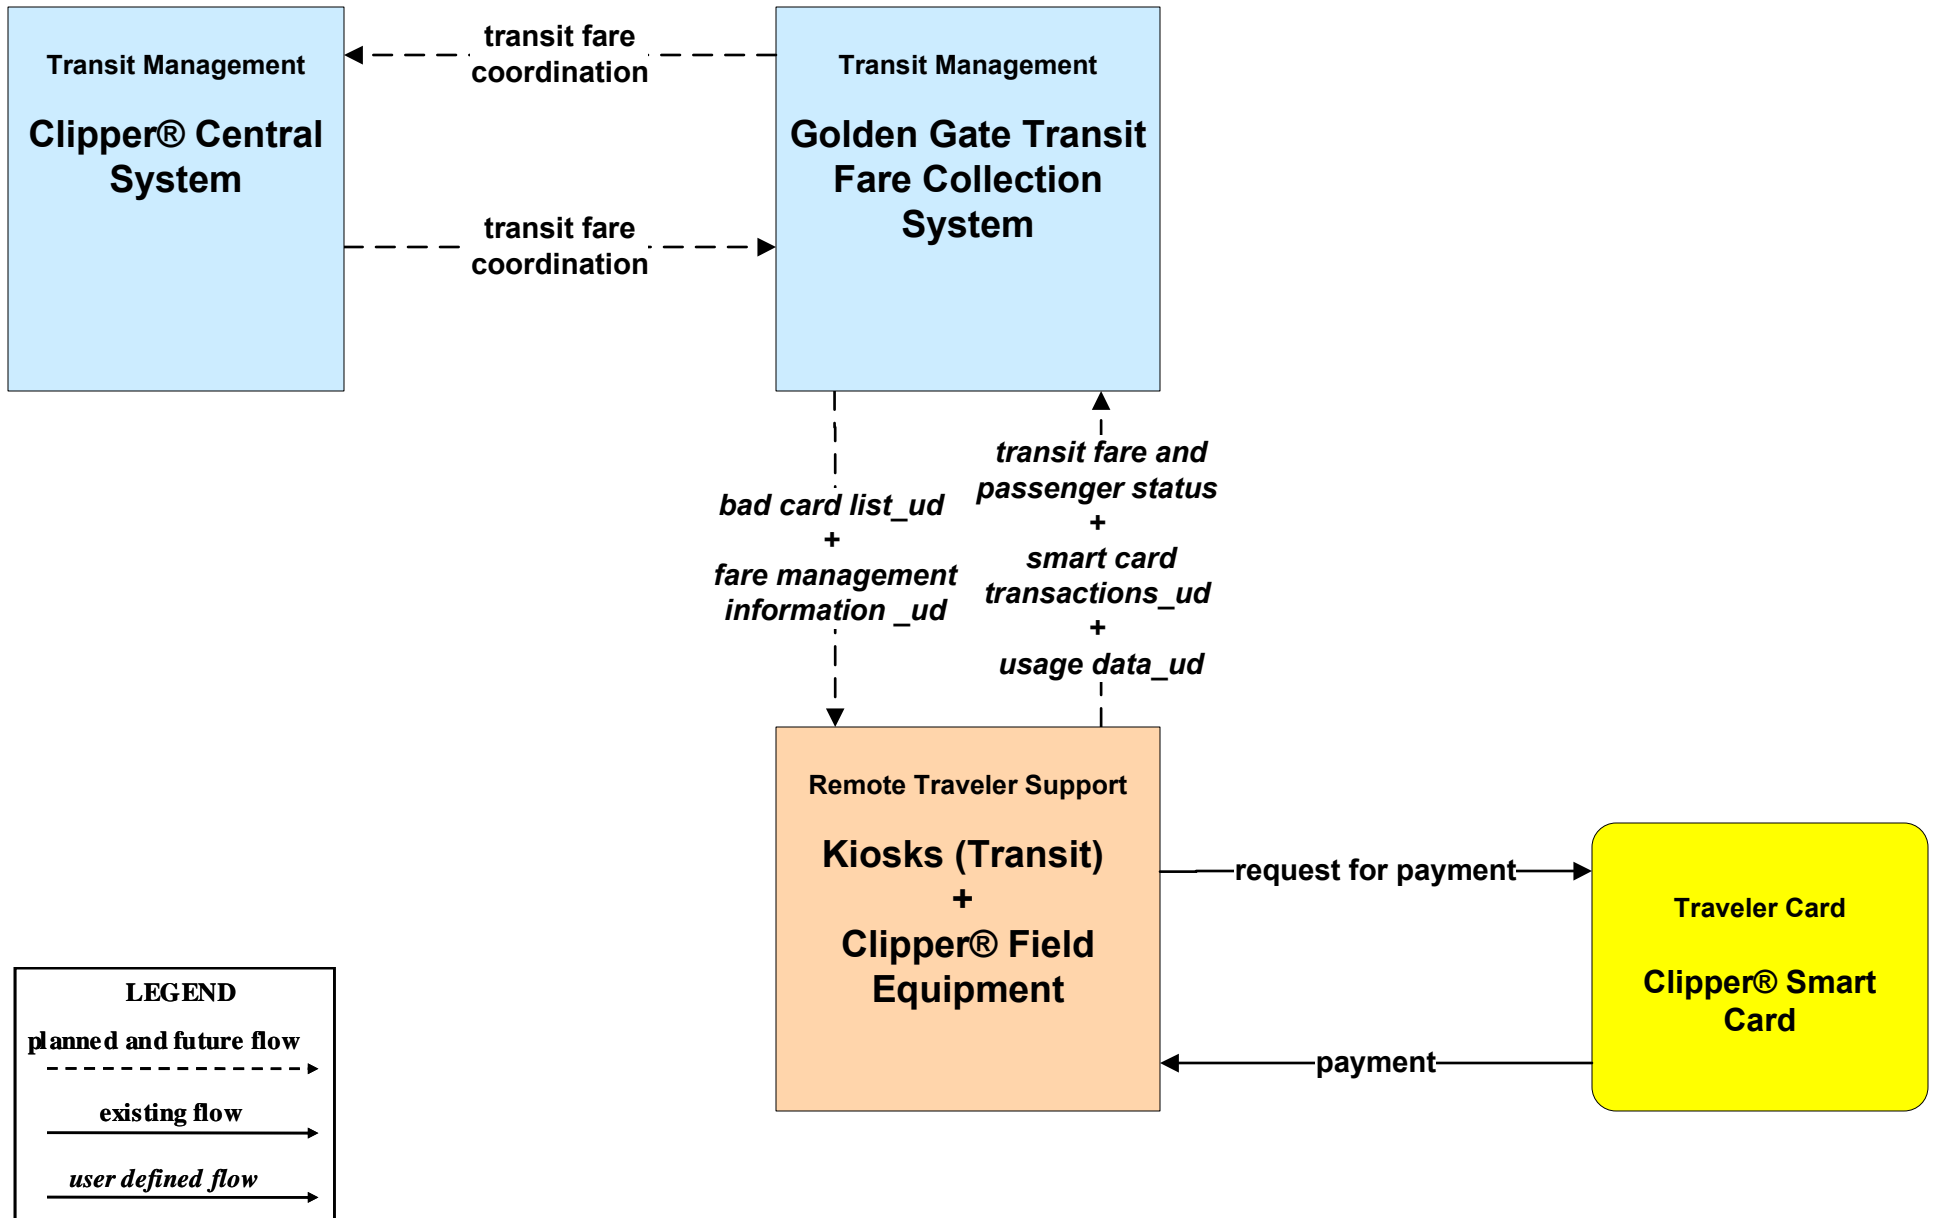 Transit Management
Clipper® Central
System
transit fare
coordination
transit fare
coordination
Transit Management
Golden Gate Transit
Fare Collection
System
bad card list_ud
+
fare management
information _ud
transit fare and
passenger status
+
smart card
transactions_ud
+
usage data_ud
Remote Traveler Support
Kiosks (Transit)
+
Clipper® Field
Equipment
request for payment
payment
Traveler Card
Clipper® Smart
Card
LEGEND
planned and future flow
existing flow
user defined flow